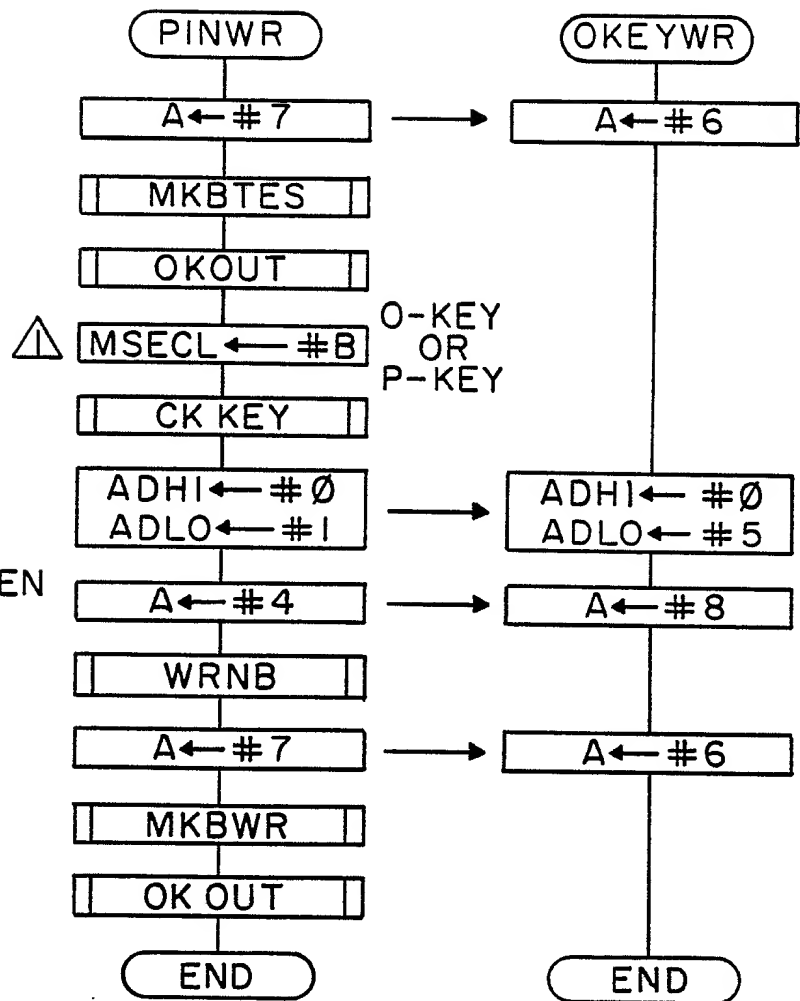 PINWR
OKEYWR
A ← #7
A ← #6
MKBTES
OKOUT
MSECL ← #B
O-KEY
OR
P-KEY
CK KEY
ADHI ← #Ø
ADLO ← #1
ADHI ← #Ø
ADLO ← #5
EN
A ← #4
A ← #8
WRNB
A ← #7
A ← #6
MKBWR
OK OUT
END
END